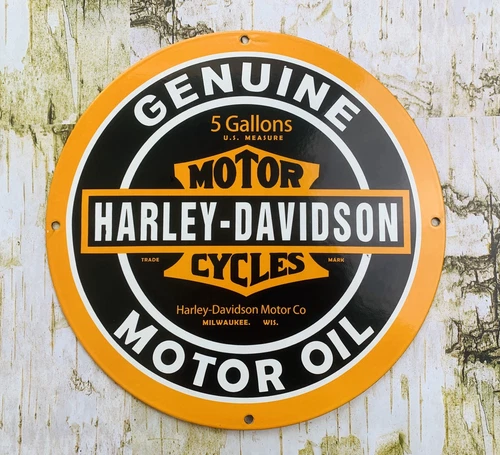 GENUINE
5 Gallons
U.S. MEASURE
MOTOR
HARLEY-DAVIDSON
TRADE MARK
CYCLES
Harley-Davidson Motor Co
MILWAUKEE. WIS.
MOTOR OIL